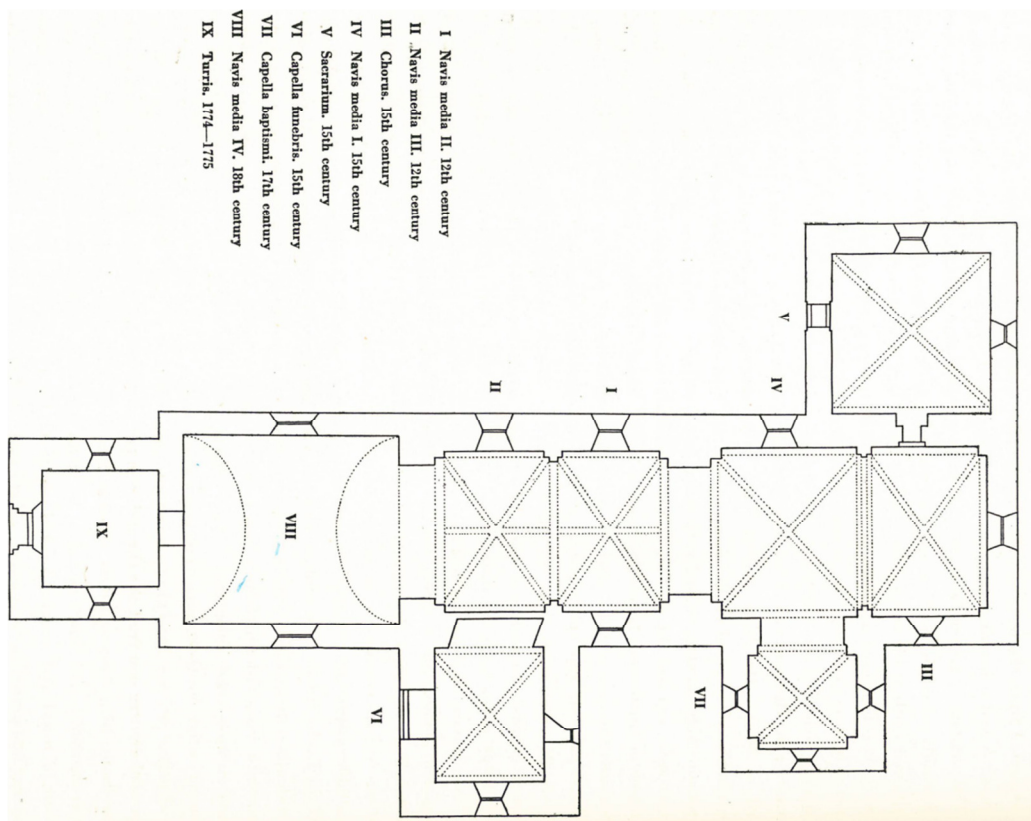 I Navis media II. 12th century
II Navis media III. 12th century
III Chorus. 15th century
IV Navis media I. 15th century
V Sacrarium. 15th century
VI Capella funebris. 15th century
VII Capella baptismi. 17th century
VIII Navis media IV. 18th century
IX Turris. 1774—1775
V
II
I
IV
IX
VIII
VI
VII
III